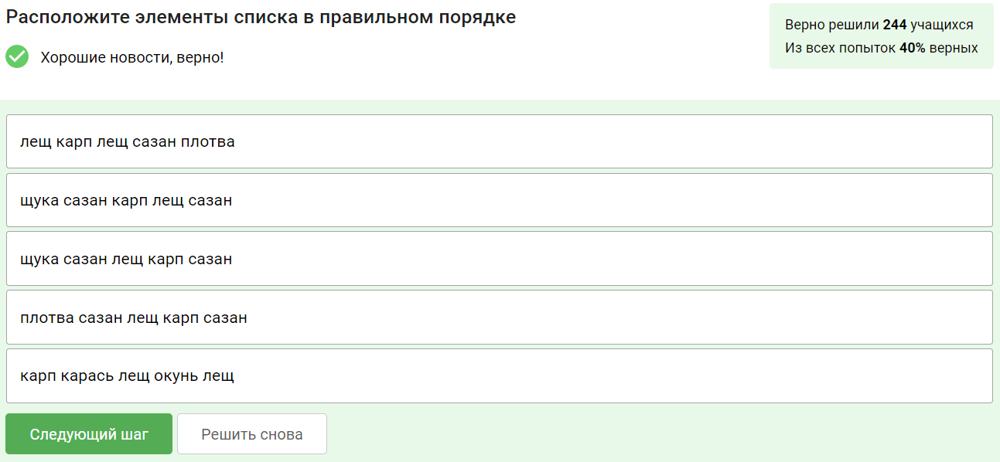 Расположите элементы списка в правильном порядке
Хорошие новости, верно!
Верно решили 244 учащихся
Из всех попыток 40% верных
лещ карп лещ сазан плотва
щука сазан карп лещ сазан
щука сазан лещ карп сазан
плотва сазан лещ карп сазан
карп карась лещ окунь лещ
Следующий шаг
Решить снова